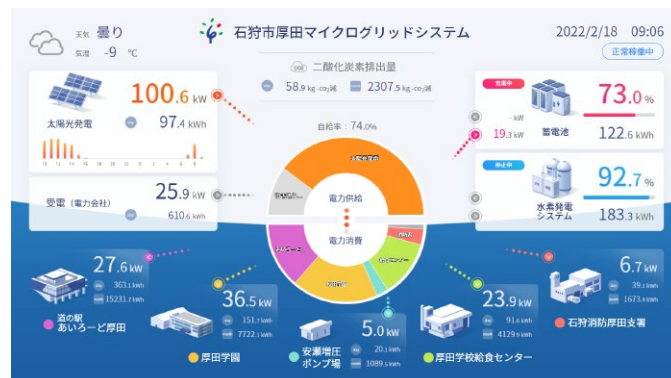 天気 曇り
気温 -9 ℃
石狩市厚田マイクログリッドシステム
2022/2/18 09:06
正常稼働中
二酸化炭素排出量
58.9 kg-co₂減 2307.5 kg-co₂減
自給率：74.0%
100.6 kW
太陽光発電 97.4 kWh
受電（電力会社） 25.9 kW
610.6 kWh
電力供給
電力消費
太陽光発電
充電中
73.0 %
- kW
19.3 kW
蓄電池 122.6 kWh
停止中
92.7 %
水素発電
システム 183.3 kWh
27.6 kW
363.1 kWh
15231.7 kWh
道の駅
あいろーど厚田
36.5 kW
151.7 kWh
7722.5 kWh
厚田学園
5.0 kW
20.1 kWh
1089.5 kWh
安瀬増圧
ポンプ場
23.9 kW
91.6 kWh
4129.9 kWh
厚田学校給食センター
6.7 kW
39.1 kWh
1673.4 kWh
石狩消防厚田支署